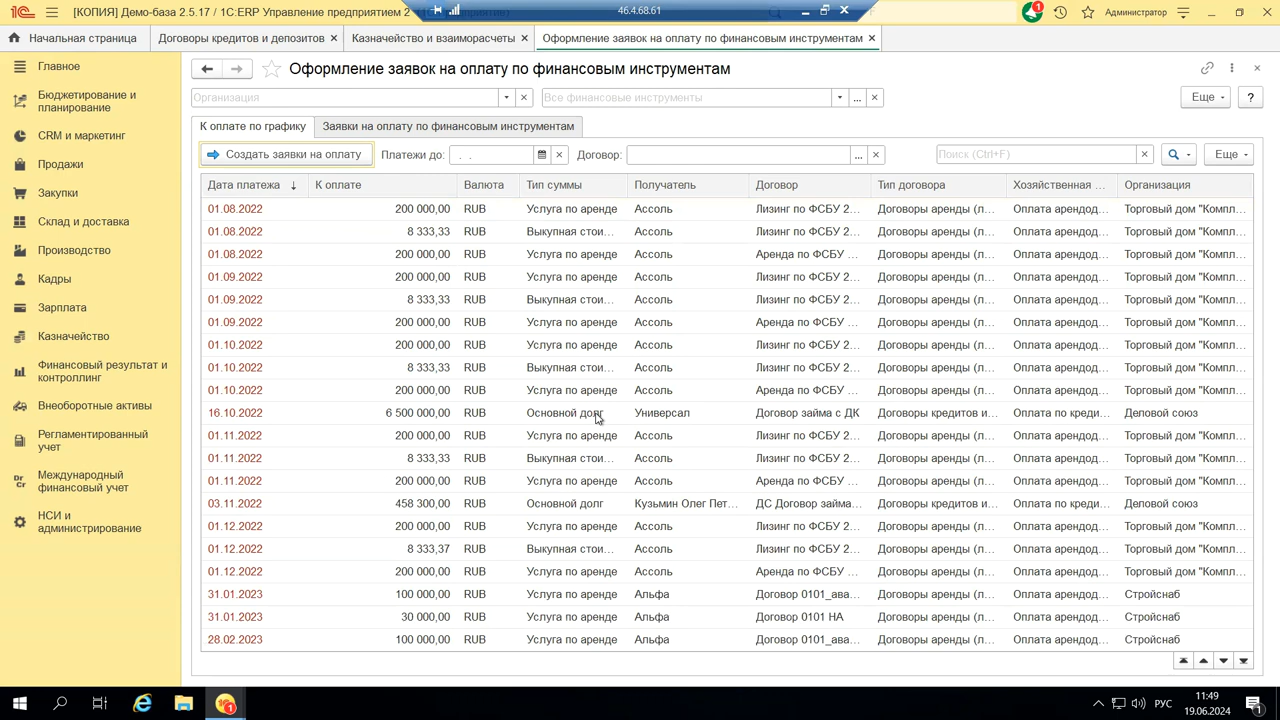 [КОПИЯ] Демо-база 2.5.17 / 1С:ERP Управление предприятием 2
46.4.68.61
1
Администратор
Начальная страница
Договоры кредитов и депозитов ×
Казначейство и взаиморасчеты ×
Оформление заявок на оплату по финансовым инструментам ×
Главное
Бюджетирование и
планирование
CRM и маркетинг
Продажи
Закупки
Склад и доставка
Производство
Кадры
Зарплата
Казначейство
Финансовый результат и
контроллинг
Внеоборотные активы
Регламентированный
учет
Международный
финансовый учет
НСИ и
администрирование
Оформление заявок на оплату по финансовым инструментам
Организация
Все финансовые инструменты
Еще
?
К оплате по графику
Заявки на оплату по финансовым инструментам
Создать заявки на оплату
Платежи до: . .
Договор:
Поиск (Ctrl+F)
Еще
Дата платежа ↓ К оплате Валюта Тип суммы Получатель Договор Тип договора Хозяйственная ... Организация
01.08.2022 200 000,00 RUB Услуга по аренде Ассоль Лизинг по ФСБУ 2... Договоры аренды (л... Оплата арендод... Торговый дом "Компл...
01.08.2022 8 333,33 RUB Выкупная стои... Ассоль Лизинг по ФСБУ 2... Договоры аренды (л... Оплата арендод... Торговый дом "Компл...
01.08.2022 200 000,00 RUB Услуга по аренде Ассоль Аренда по ФСБУ ... Договоры аренды (л... Оплата арендод... Торговый дом "Компл...
01.09.2022 200 000,00 RUB Услуга по аренде Ассоль Лизинг по ФСБУ 2... Договоры аренды (л... Оплата арендод... Торговый дом "Компл...
01.09.2022 8 333,33 RUB Выкупная стои... Ассоль Лизинг по ФСБУ 2... Договоры аренды (л... Оплата арендод... Торговый дом "Компл...
01.09.2022 200 000,00 RUB Услуга по аренде Ассоль Аренда по ФСБУ ... Договоры аренды (л... Оплата арендод... Торговый дом "Компл...
01.10.2022 200 000,00 RUB Услуга по аренде Ассоль Лизинг по ФСБУ 2... Договоры аренды (л... Оплата арендод... Торговый дом "Компл...
01.10.2022 8 333,33 RUB Выкупная стои... Ассоль Лизинг по ФСБУ 2... Договоры аренды (л... Оплата арендод... Торговый дом "Компл...
01.10.2022 200 000,00 RUB Услуга по аренде Ассоль Аренда по ФСБУ ... Договоры аренды (л... Оплата арендод... Торговый дом "Компл...
16.10.2022 6 500 000,00 RUB Основной долг Универсал Договор займа с ДК Договоры кредитов и... Оплата по креди... Деловой союз
01.11.2022 200 000,00 RUB Услуга по аренде Ассоль Лизинг по ФСБУ 2... Договоры аренды (л... Оплата арендод... Торговый дом "Компл...
01.11.2022 8 333,33 RUB Выкупная стои... Ассоль Лизинг по ФСБУ 2... Договоры аренды (л... Оплата арендод... Торговый дом "Компл...
01.11.2022 200 000,00 RUB Услуга по аренде Ассоль Аренда по ФСБУ ... Договоры аренды (л... Оплата арендод... Торговый дом "Компл...
03.11.2022 458 300,00 RUB Основной долг Кузьмин Олег Пет... ДС Договор займа... Договоры кредитов и... Оплата по креди... Деловой союз
01.12.2022 200 000,00 RUB Услуга по аренде Ассоль Лизинг по ФСБУ 2... Договоры аренды (л... Оплата арендод... Торговый дом "Компл...
01.12.2022 8 333,37 RUB Выкупная стои... Ассоль Лизинг по ФСБУ 2... Договоры аренды (л... Оплата арендод... Торговый дом "Компл...
01.12.2022 200 000,00 RUB Услуга по аренде Ассоль Аренда по ФСБУ ... Договоры аренды (л... Оплата арендод... Торговый дом "Компл...
31.01.2023 100 000,00 RUB Услуга по аренде Альфа Договор 0101_ава... Договоры аренды (л... Оплата арендод... Стройснаб
31.01.2023 30 000,00 RUB Услуга по аренде Альфа Договор 0101 НА Договоры аренды (л... Оплата арендод... Стройснаб
28.02.2023 100 000,00 RUB Услуга по аренде Альфа Договор 0101_ава... Договоры аренды (л... Оплата арендод... Стройснаб
РУС
11:49
19.06.2024
1